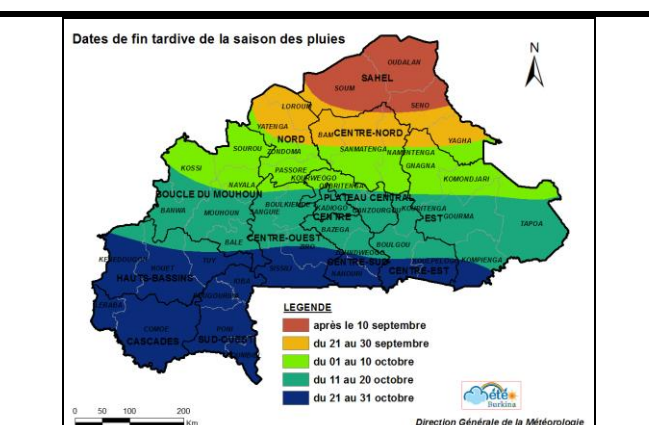 Dates de fin tardive de la saison des pluies
N
OUDALAN
SAHEL
SOUM
SENO
LOROUM
YATENGA
BAM CENTRE-NORD
NORD
YAGHA
SOUROU
ZONDOMA
SANMATENGA
NAMENTENGA
GNAGNA
KOSSI
PASSORE
KOURWEOGO
KOMONDJARI
NAYALA
OUBRITENGA
BOUCLE DU MOUHOUN
PLATEAU CENTRAL
BOULKIEMDE
KADIOGO
BANWA
MOUHOUN
CENTRE
EST
GOURMA
TAPOA
BAZEGA
BALE
CENTRE-OUEST
BOULGOU
KOMPIENGA
TUY
CENTRE-SUD
CENTRE-EST
HAUTS-BASSINS
COMOE
CASCADES
SUD-OUEST
LEGENDE
après le 10 septembre
du 21 au 30 septembre
du 01 au 10 octobre
du 11 au 20 octobre
du 21 au 31 octobre
0 50 100 200
Km
Météo
Burkina
Direction Générale de la Météorologie